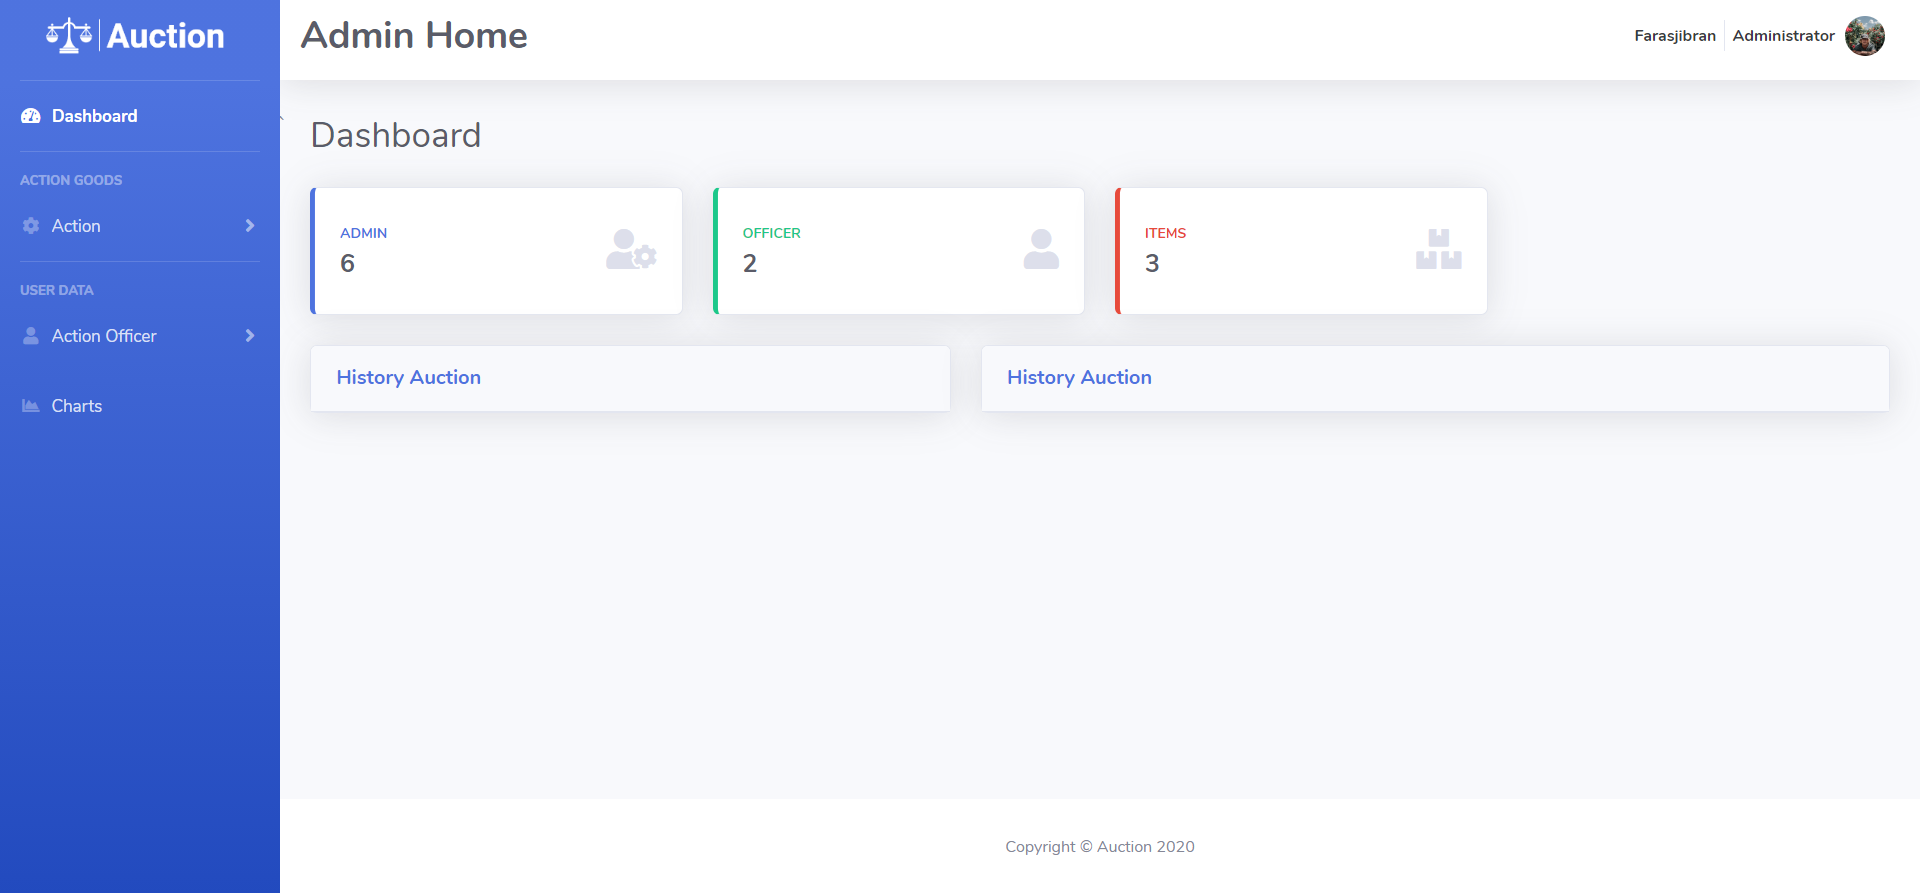 Auction
Dashboard
ACTION GOODS
Action
USER DATA
Action Officer
Charts
Admin Home
Farasjibran
Administrator
Dashboard
ADMIN
6
OFFICER
2
ITEMS
3
History Auction
History Auction
Copyright © Auction 2020